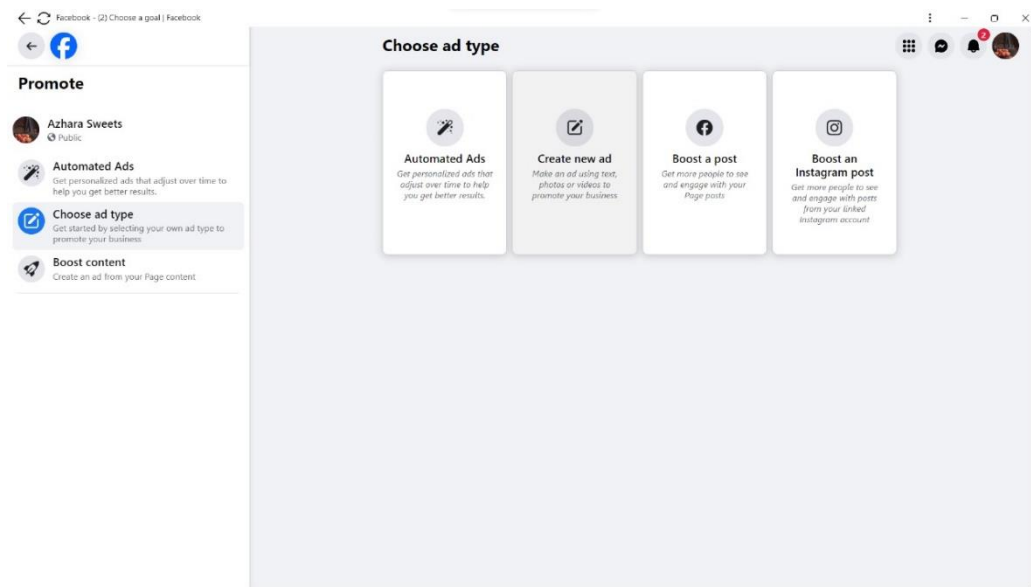 Facebook - (2) Choose a goal | Facebook
Promote
Azhara Sweets
Public
Automated Ads
Get personalized ads that adjust over time to
help you get better results.
Choose ad type
Get started by selecting your own ad type to
promote your business
Boost content
Create an ad from your Page content
Choose ad type
2
Automated Ads
Get personalized ads that
adjust over time to help
you get better results.
Create new ad
Make an ad using text,
photos or videos to
promote your business
Boost a post
Get more people to see
and engage with your
Page posts
Boost an
Instagram post
Get more people to see
and engage with posts
from your linked
Instagram account